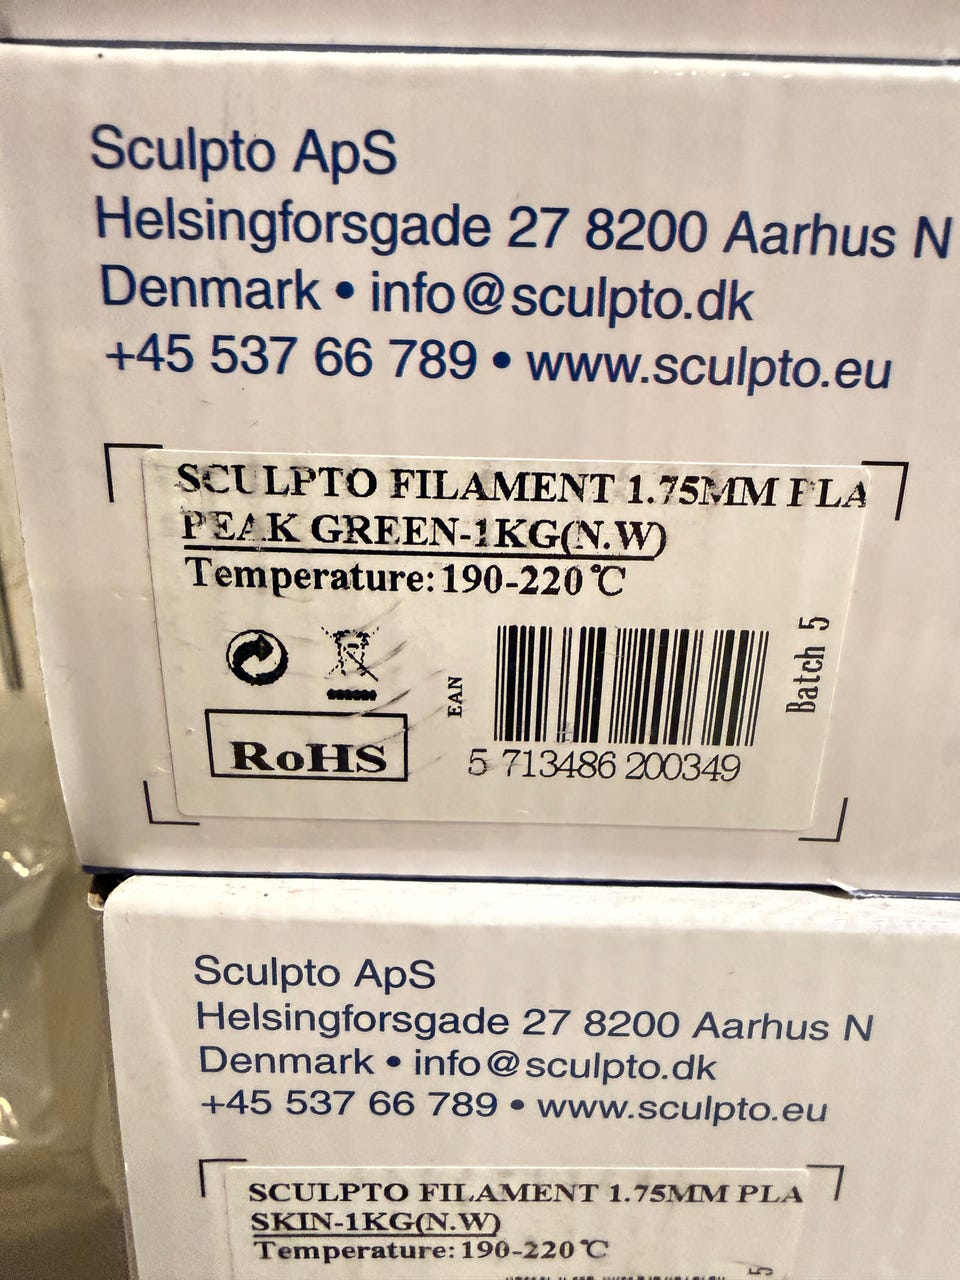 Sculpto ApS
Helsingforsgade 27 8200 Aarhus N
Denmark • info@sculpto.dk
+45 537 66 789 • www.sculpto.eu
SCULPTO FILAMENT 1.75MM PLA
PEAK GREEN-1KG(N.W)
Temperature: 190-220℃
EAN
Batch 5
RoHS
5 713486 200349
Sculpto ApS
Helsingforsgade 27 8200 Aarhus N
Denmark • info@sculpto.dk
+45 537 66 789 • www.sculpto.eu
SCULPTO FILAMENT 1.75MM PLA
SKIN-1KG(N.W)
Temperature: 190-220℃
5